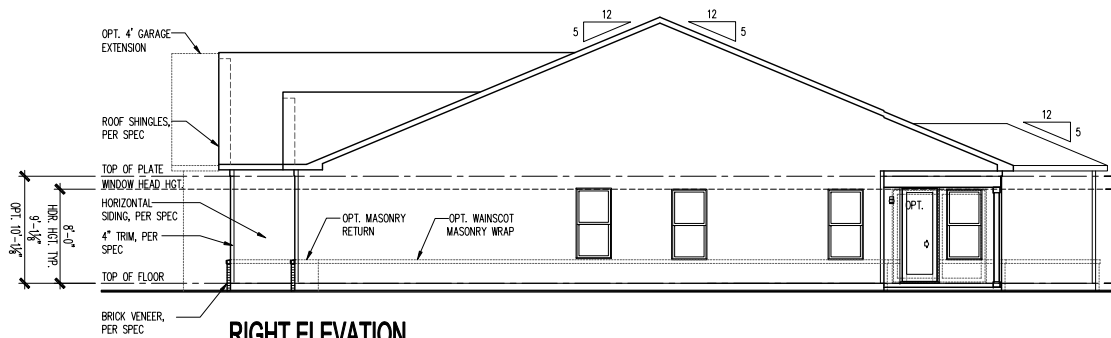 12
5
12
5
OPT. 4' GARAGE
EXTENSION
12
5
ROOF SHINGLES,
PER SPEC
TOP OF PLATE
WINDOW HEAD HGT.
HORIZONTAL
SIDING, PER SPEC
4" TRIM, PER
SPEC
OPT. MASONRY
RETURN
OPT. WAINSCOT
MASONRY WRAP
OPT.
8'-0"
HDR. HGT. TYP.
9'-1⅛"
OPT. 10'-1⅛"
TOP OF FLOOR
BRICK VENEER,
PER SPEC
RIGHT ELEVATION